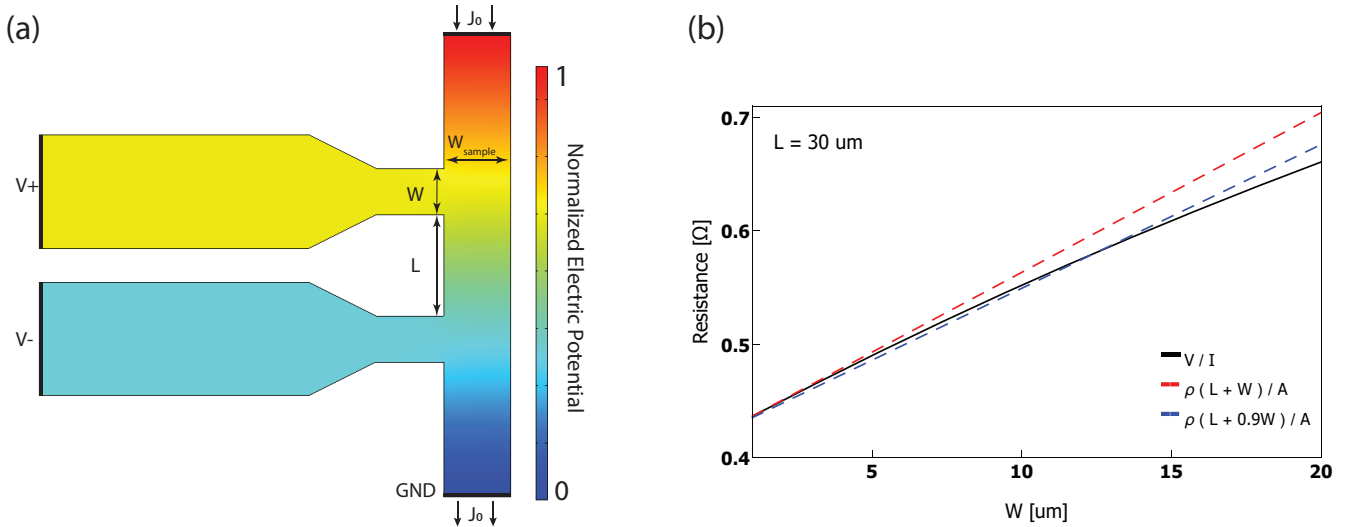 (a)
J₀
V+
W sample
W
L
V-
GND
J₀
1
Normalized Electric Potential
0
(b)
L = 30 um
Resistance [Ω]
0.7
0.6
0.5
0.4
5
10
15
20
W [um]
V / I
ρ ( L + W ) / A
ρ ( L + 0.9W ) / A